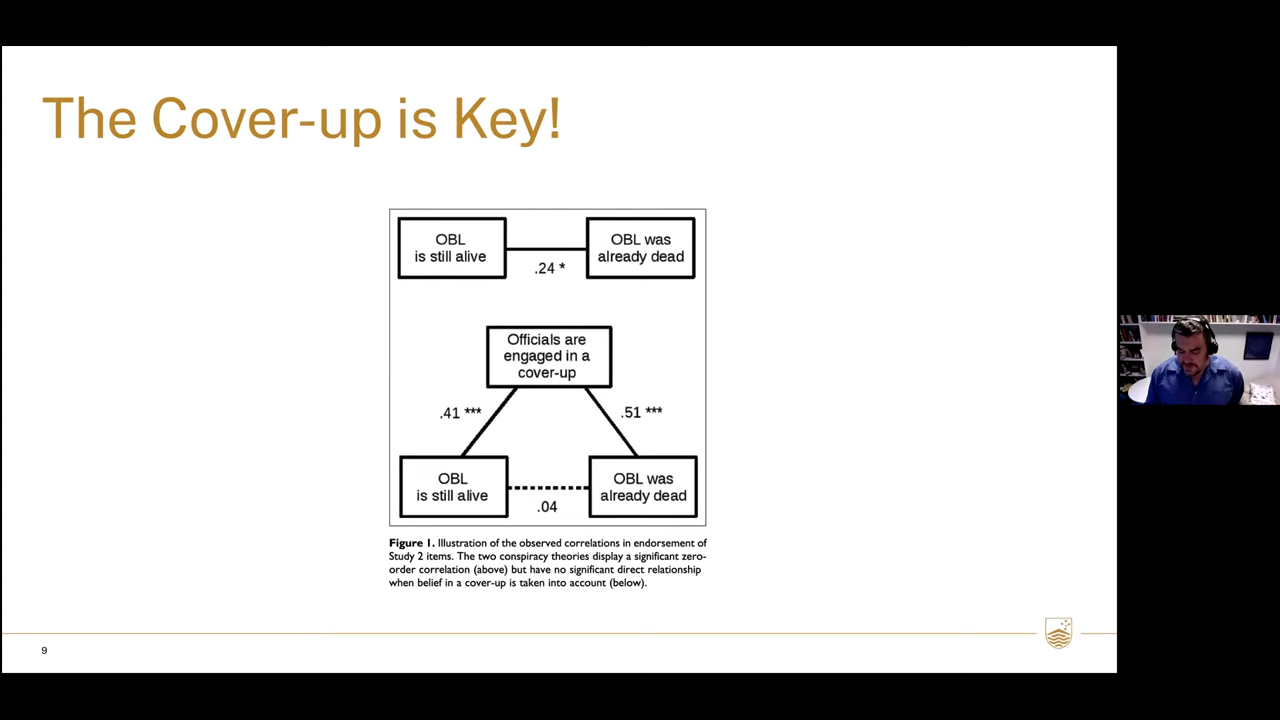 The Cover-up is Key!
OBL
is still alive
OBL was
already dead
.24 *
Officials are
engaged in a
cover-up
.41 ***
.51 ***
OBL
is still alive
OBL was
already dead
.04
Figure 1. Illustration of the observed correlations in endorsement of
Study 2 items. The two conspiracy theories display a significant zero-
order correlation (above) but have no significant direct relationship
when belief in a cover-up is taken into account (below).
9